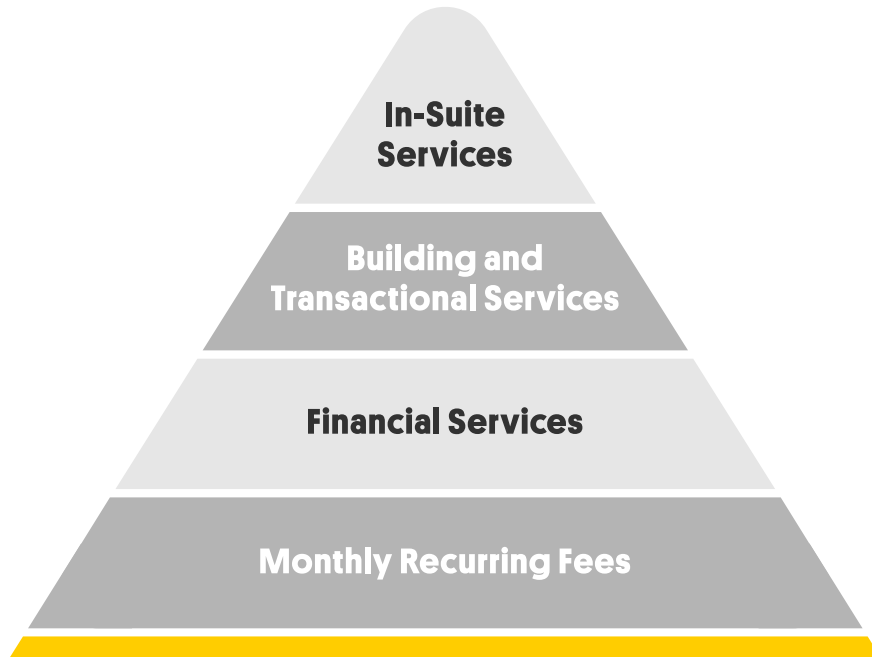 In-Suite
Services
Building and
Transactional Services
Financial Services
Monthly Recurring Fees